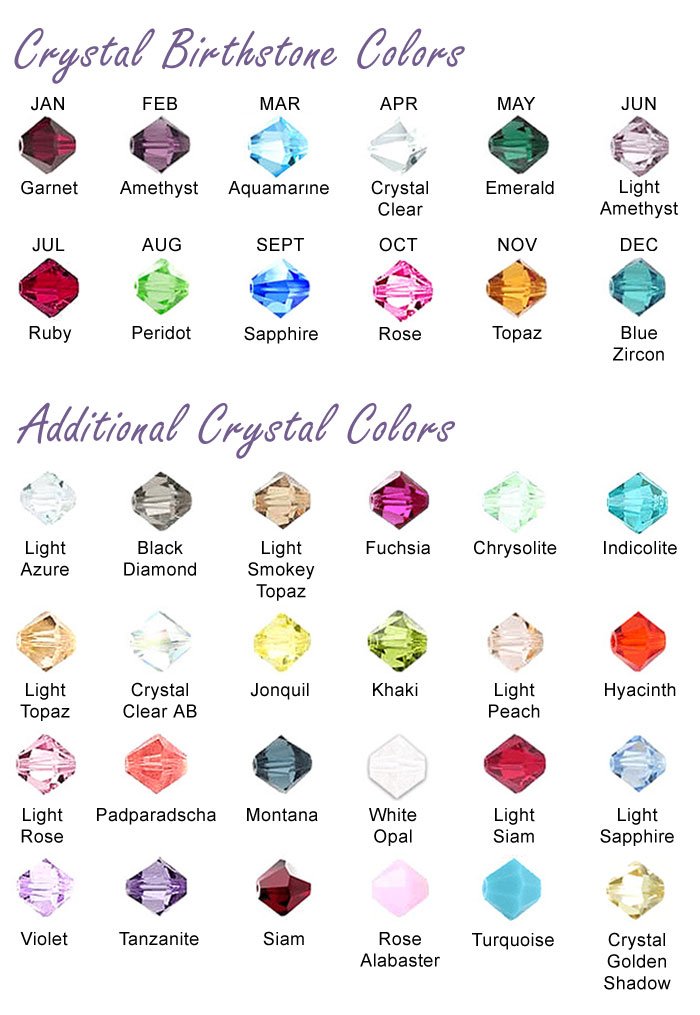 Crystal Birthstone Colors
JAN FEB MAR APR MAY JUN
Garnet Amethyst Aquamarine Crystal Clear Emerald Light Amethyst
JUL AUG SEPT OCT NOV DEC
Ruby Peridot Sapphire Rose Topaz Blue Zircon
Additional Crystal Colors
Light Azure Black Diamond Light Smokey Topaz Fuchsia Chrysolite Indicolite
Light Topaz Crystal Clear AB Jonquil Khaki Light Peach Hyacinth
Light Rose Padparadscha Montana White Opal Light Siam Light Sapphire
Violet Tanzanite Siam Rose Alabaster Turquoise Crystal Golden Shadow